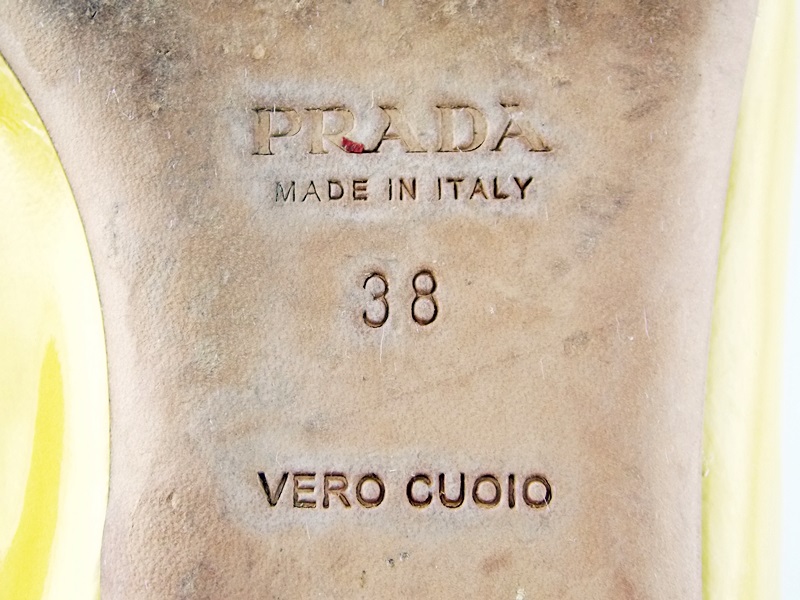 PRADA
MADE IN ITALY
38
VERO CUOIO